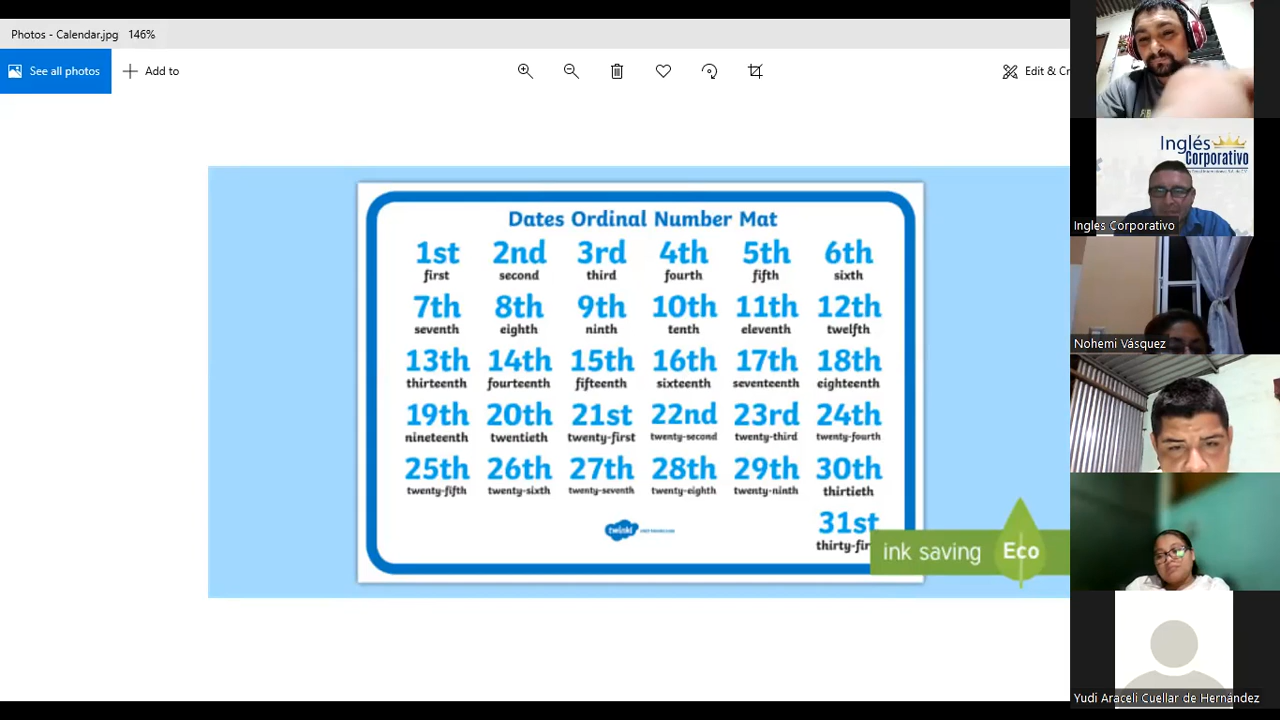 Photos - Calendar.jpg 146%
See all photos
Add to
Edit & Cr
Dates Ordinal Number Mat
1st 2nd 3rd 4th 5th 6th
first second third fourth fifth sixth
7th 8th 9th 10th 11th 12th
seventh eighth ninth tenth eleventh twelfth
13th 14th 15th 16th 17th 18th
thirteenth fourteenth fifteenth sixteenth seventeenth eighteenth
19th 20th 21st 22nd 23rd 24th
nineteenth twentieth twenty-first twenty-second twenty-third twenty-fourth
25th 26th 27th 28th 29th 30th
twenty-fifth twenty-sixth twenty-seventh twenty-eighth twenty-ninth thirtieth
31st
thirty-fir
twinkl
ink saving Eco
Inglés
Corporativo
Ingles Corporativo
Nohemi Vásquez
Yudi Araceli Cuellar de Hernández